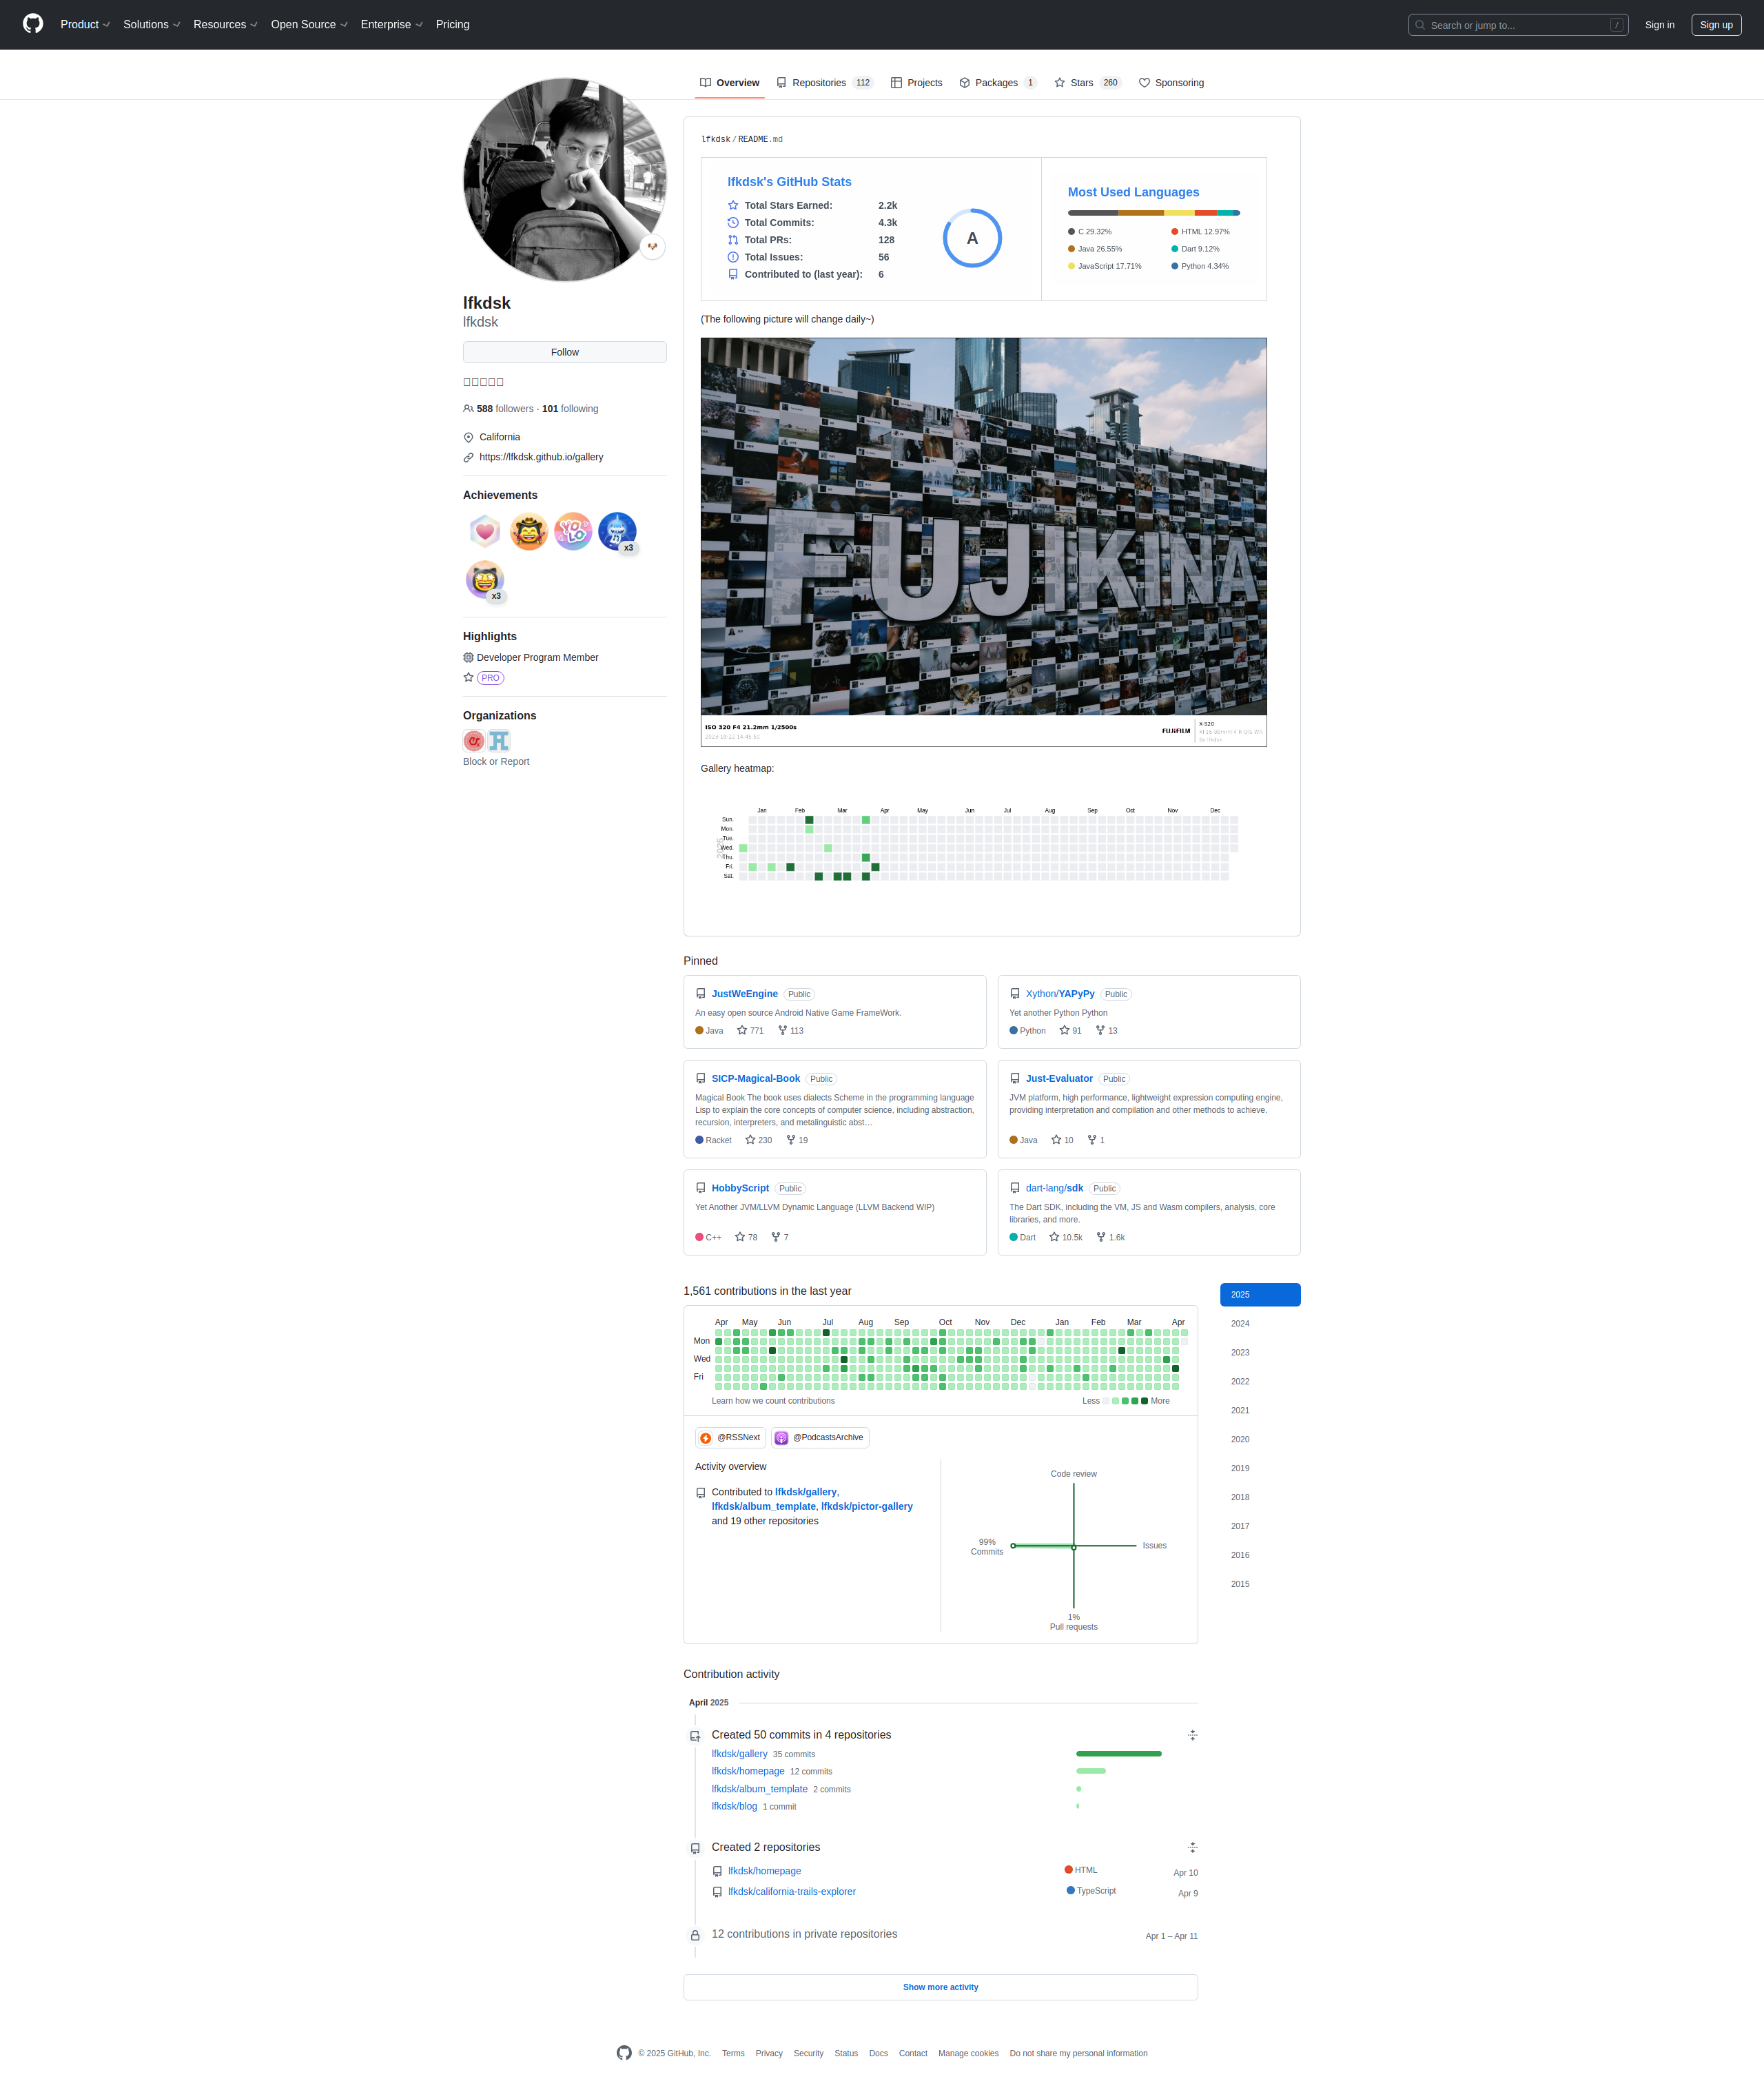 Product Solutions Resources Open Source Enterprise Pricing
Search or jump to... /
Sign in
Sign up
Overview
Repositories 112
Projects
Packages 1
Stars 260
Sponsoring
lfkdsk
lfkdsk
Follow
588 followers · 101 following
California
https://lfkdsk.github.io/gallery
Achievements
YOLO
x3
x3
Highlights
Developer Program Member
PRO
Organizations
Block or Report
lfkdsk/README.md
lfkdsk's GitHub Stats
Total Stars Earned: 2.2k
Total Commits: 4.3k
Total PRs: 128
Total Issues: 56
Contributed to (last year): 6
A
Most Used Languages
C 29.32%
Java 26.55%
JavaScript 17.71%
HTML 12.97%
Dart 9.12%
Python 4.34%
(The following picture will change daily~)
FUJIKINA
ISO 320 F4 21.2mm 1/2500s
FUJIFILM
Gallery heatmap:
Jan Feb Mar Apr May Jun Jul Aug Sep Oct Nov Dec
Sun.
Mon.
Tue.
Wed.
Thu.
Fri.
Sat.
Pinned
JustWeEngine Public
An easy open source Android Native Game FrameWork.
Java 771 113
Xython/YAPyPy Public
Yet another Python Python
Python 91 13
SICP-Magical-Book Public
Magical Book The book uses dialects Scheme in the programming language
Lisp to explain the core concepts of computer science, including abstraction,
recursion, interpreters, and metalinguistic abst…
Racket 230 19
Just-Evaluator Public
JVM platform, high performance, lightweight expression computing engine,
providing interpretation and compilation and other methods to achieve.
Java 10 1
HobbyScript Public
Yet Another JVM/LLVM Dynamic Language (LLVM Backend WIP)
C++ 78 7
dart-lang/sdk Public
The Dart SDK, including the VM, JS and Wasm compilers, analysis, core
libraries, and more.
Dart 10.5k 1.6k
1,561 contributions in the last year
Apr May Jun Jul Aug Sep Oct Nov Dec Jan Feb Mar Apr
Mon
Wed
Fri
Learn how we count contributions
Less More
2025
2024
2023
2022
2021
2020
2019
2018
2017
2016
2015
@RSSNext
@PodcastsArchive
Activity overview
Contributed to lfkdsk/gallery,
lfkdsk/album_template, lfkdsk/pictor-gallery
and 19 other repositories
Code review
99%
Commits
Issues
1%
Pull requests
Contribution activity
April 2025
Created 50 commits in 4 repositories
lfkdsk/gallery 35 commits
lfkdsk/homepage 12 commits
lfkdsk/album_template 2 commits
lfkdsk/blog 1 commit
Created 2 repositories
lfkdsk/homepage HTML Apr 10
lfkdsk/california-trails-explorer TypeScript Apr 9
12 contributions in private repositories Apr 1 – Apr 11
Show more activity
© 2025 GitHub, Inc. Terms Privacy Security Status Docs Contact Manage cookies Do not share my personal information